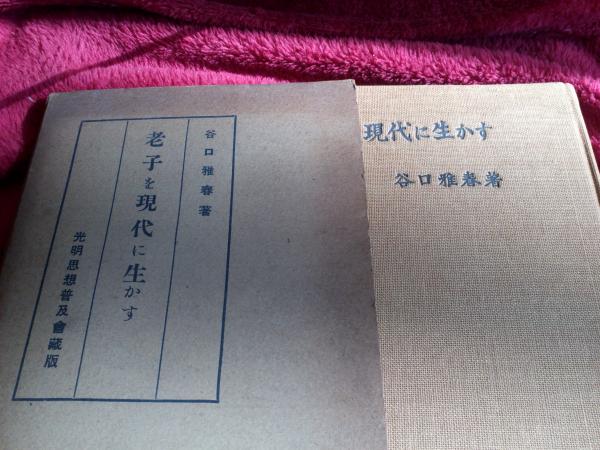 谷口雅春著
老子を現代に生かす
光明思想普及會藏版
現代に生かす
谷口雅春著